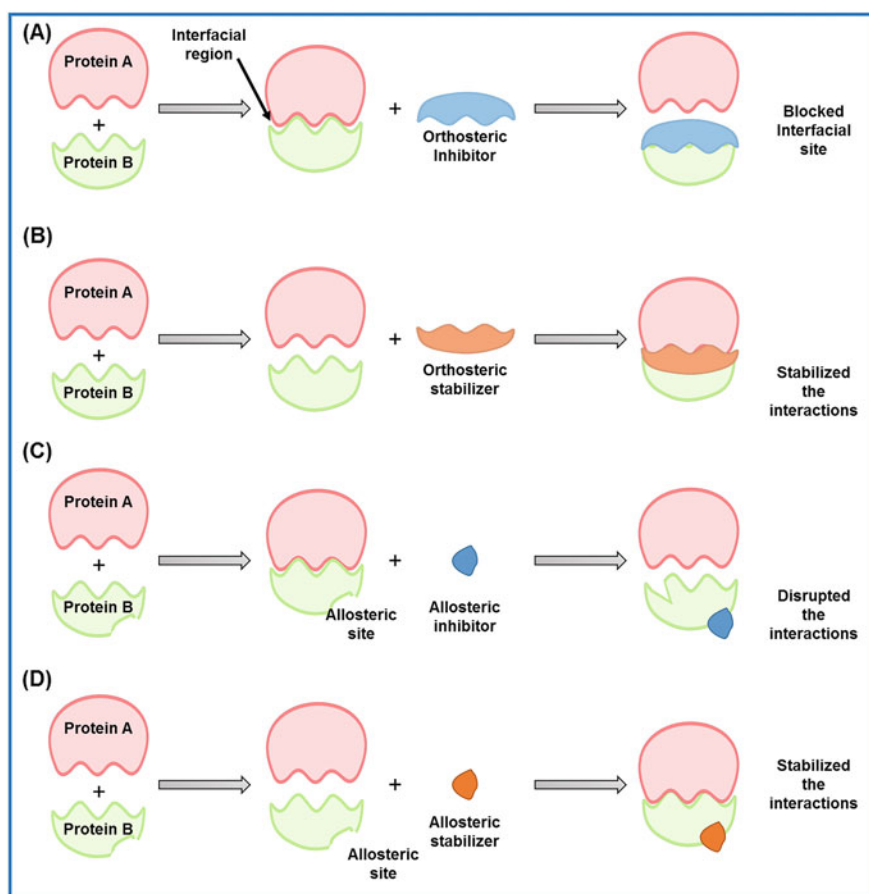 (A)
Protein A
+
Protein B
Interfacial
region
+
Orthosteric
Inhibitor
Blocked
Interfacial
site
(B)
Protein A
+
Protein B
+
Orthosteric
stabilizer
Stabilized
the
interactions
(C)
Protein A
+
Protein B
Allosteric
site
+
Allosteric
inhibitor
Disrupted
the
interactions
(D)
Protein A
+
Protein B
Allosteric
site
+
Allosteric
stabilizer
Stabilized
the
interactions